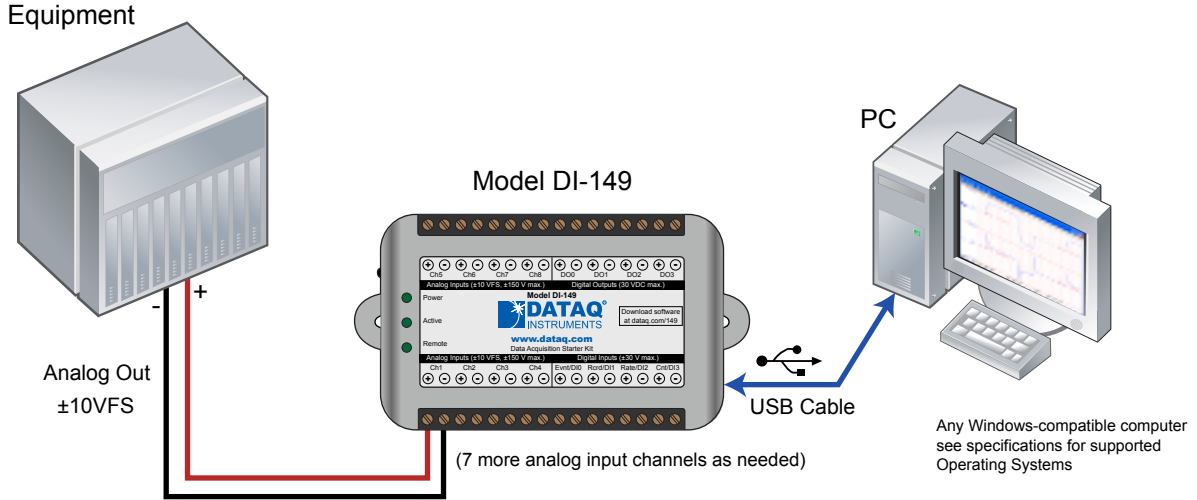 Equipment
PC
Model DI-149
Ch5 Ch6 Ch7 Ch8 DO0 DO1 DO2 DO3
Analog Inputs (±10 VFS, ±150 V max.) Digital Outputs (30 VDC max.)
Power
Model DI-149
DATAQ®
INSTRUMENTS
Download software
at dataq.com/149
Active
www.dataq.com
Remote
Data Acquisition Starter Kit
Analog Inputs (±10 VFS, ±150 V max.) Digital Inputs (±30 V max.)
Ch1 Ch2 Ch3 Ch4 Evnt/DI0 Rcrd/DI1 Rate/DI2 Cnt/DI3
- +
Analog Out
±10VFS
USB Cable
(7 more analog input channels as needed)
Any Windows-compatible computer
see specifications for supported
Operating Systems